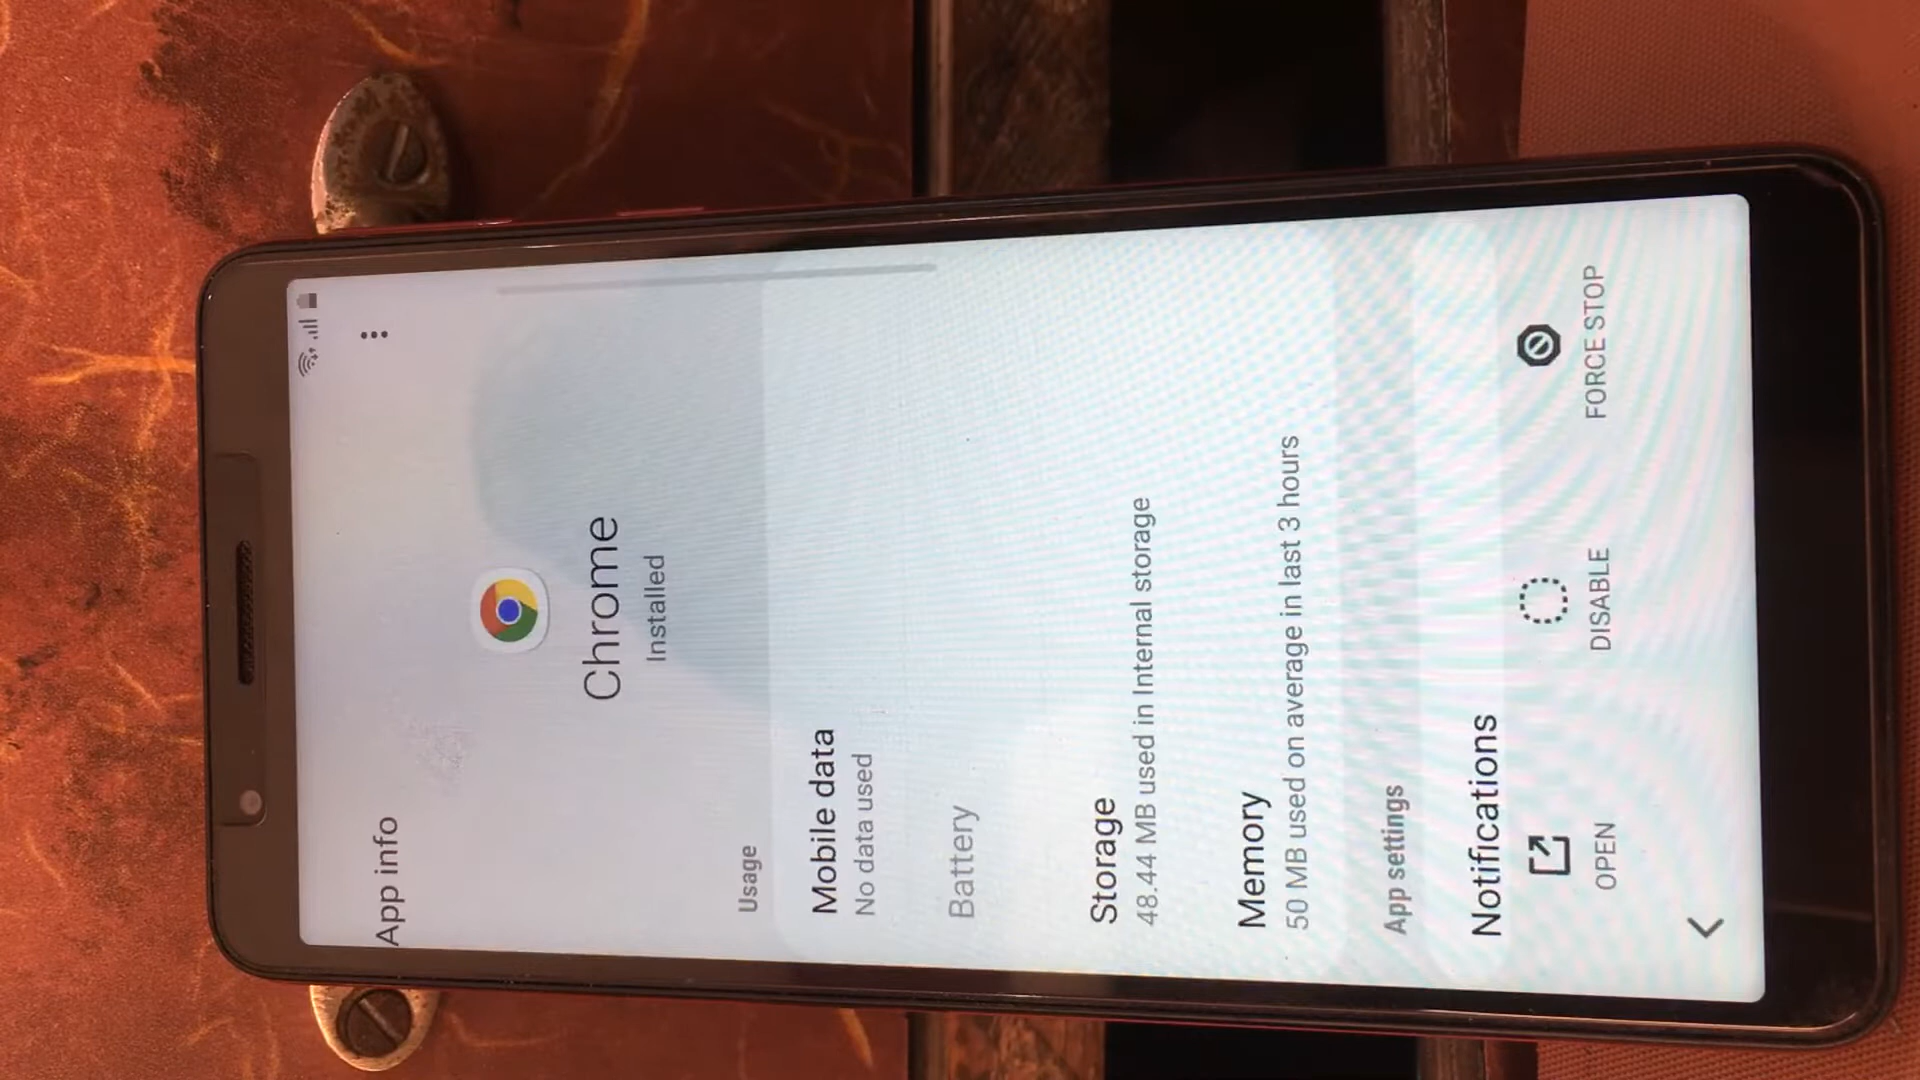 App info
Chrome
Installed
Usage
Mobile data
No data used
Battery
Storage
48.44 MB used in Internal storage
Memory
50 MB used on average in last 3 hours
App settings
Notifications
OPEN
DISABLE
FORCE STOP